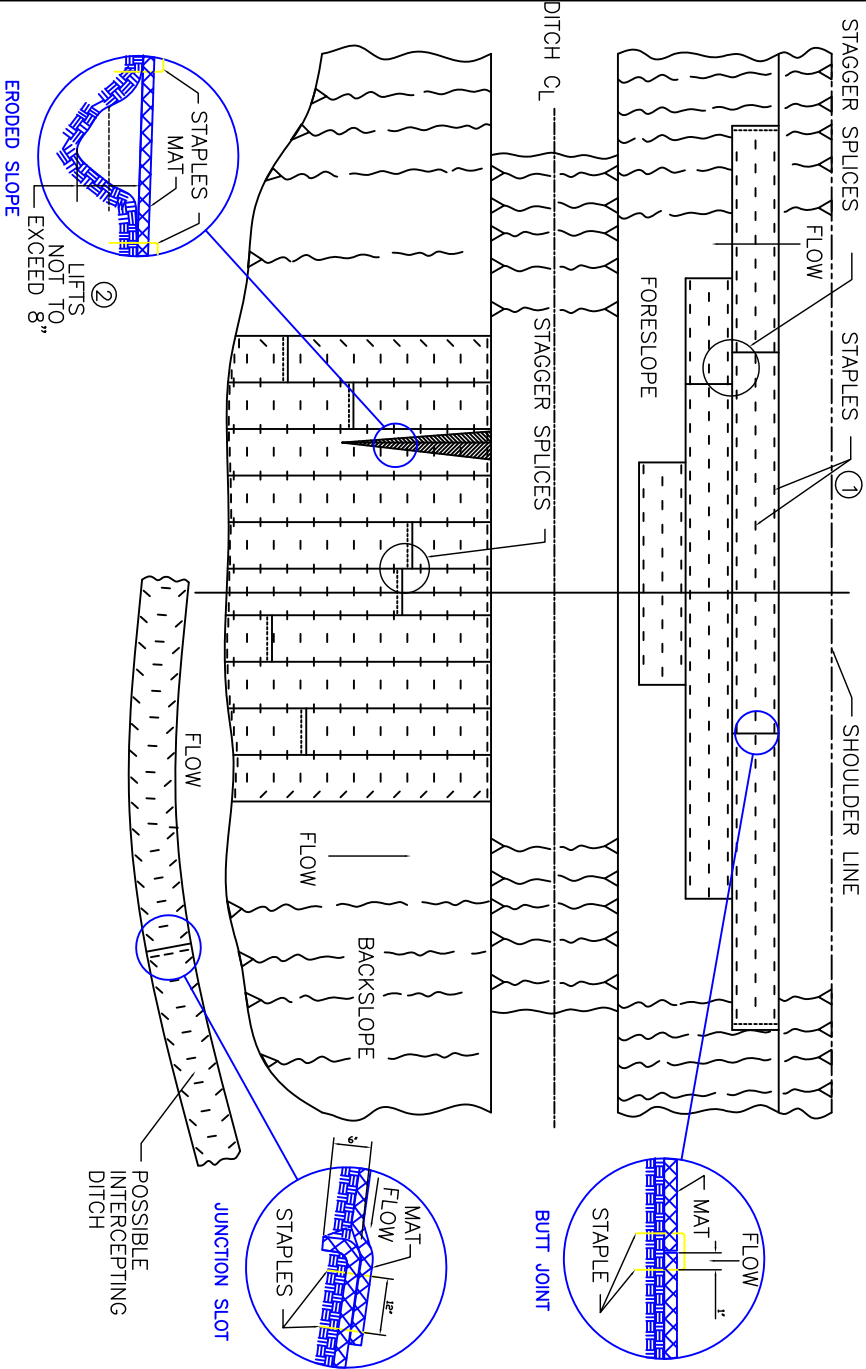 STAGGER SPLICES
FLOW
STAPLES
①
SHOULDER LINE
FORESLOPE
DITCH CL
STAGGER SPLICES
FLOW
MAT
STAPLE
1"
BUTT JOINT
STAPLES
MAT
②
LIFTS
NOT TO
EXCEED 8"
ERODED SLOPE
FLOW
BACKSLOPE
FLOW
POSSIBLE
INTERCEPTING
DITCH
6"
MAT
FLOW
12"
STAPLES
JUNCTION SLOT